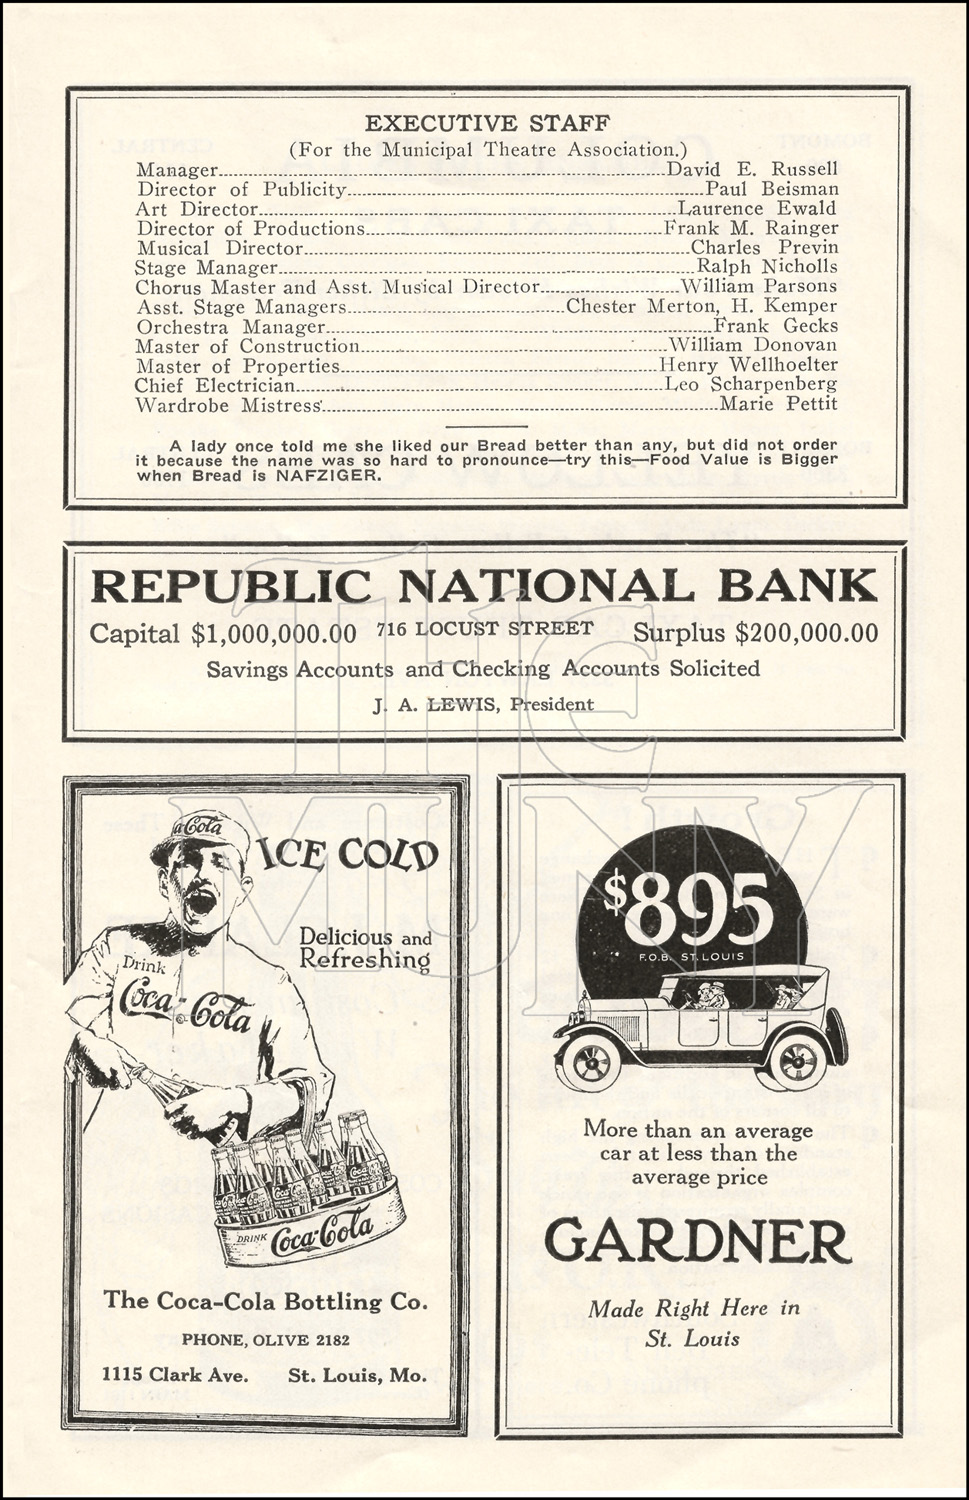 EXECUTIVE STAFF
(For the Municipal Theatre Association.)
Manager....David E. Russell
Director of Publicity....Paul Beisman
Art Director....Laurence Ewald
Director of Productions....Frank M. Rainger
Musical Director....Charles Previn
Stage Manager....Ralph Nicholls
Chorus Master and Asst. Musical Director....William Parsons
Asst. Stage Managers....Chester Merton, H. Kemper
Orchestra Manager....Frank Gecks
Master of Construction....William Donovan
Master of Properties....Henry Wellhoelter
Chief Electrician....Leo Scharpenberg
Wardrobe Mistress....Marie Pettit
A lady once told me she liked our Bread better than any, but did not order
it because the name was so hard to pronounce—try this—Food Value is Bigger
when Bread is NAFZIGER.
REPUBLIC NATIONAL BANK
Capital $1,000,000.00 716 LOCUST STREET Surplus $200,000.00
Savings Accounts and Checking Accounts Solicited
J. A. LEWIS, President
The
MUNY
a-Cola
ICE COLD
Delicious and
Refreshing
Drink
Coca-Cola
DRINK Coca-Cola
The Coca-Cola Bottling Co.
PHONE, OLIVE 2182
1115 Clark Ave. St. Louis, Mo.
$895
F.O.B. ST. LOUIS
More than an average
car at less than the
average price
GARDNER
Made Right Here in
St. Louis